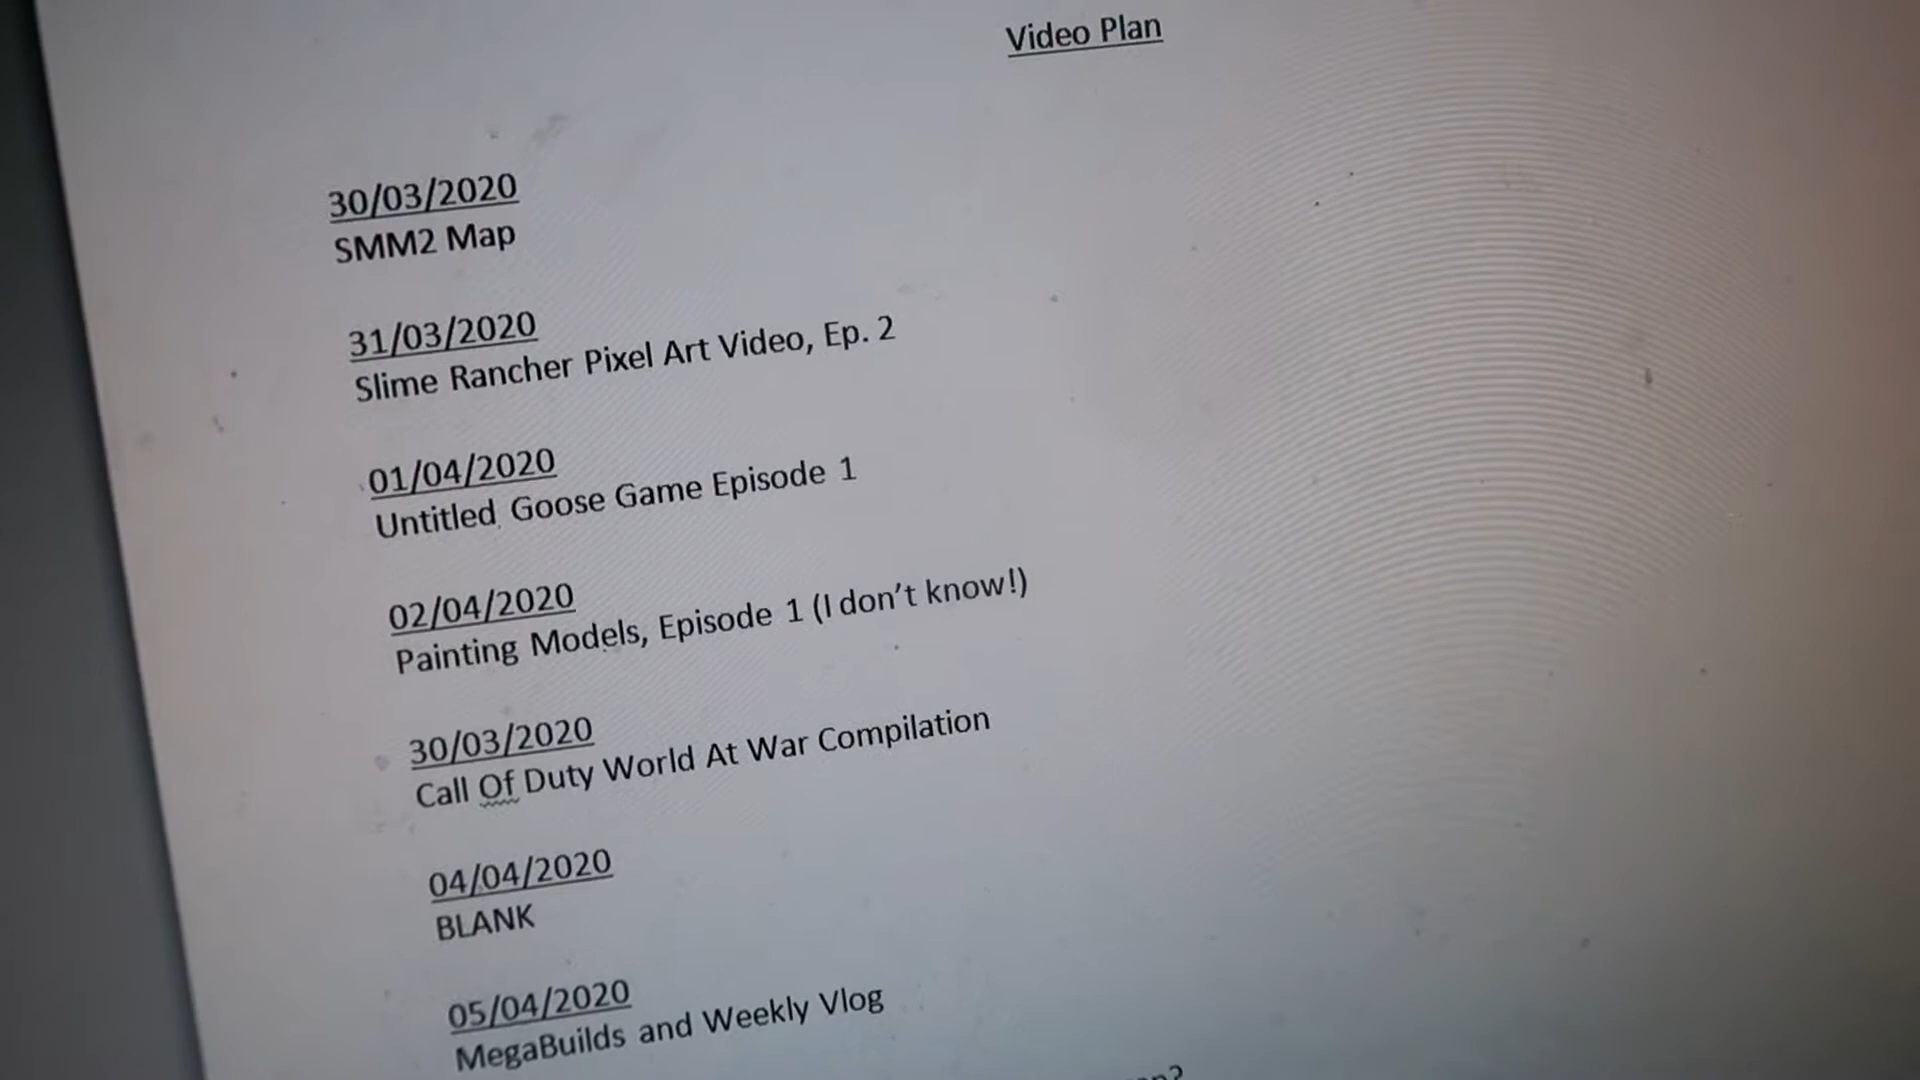 Video Plan
30/03/2020
SMM2 Map
31/03/2020
Slime Rancher Pixel Art Video, Ep. 2
01/04/2020
Untitled Goose Game Episode 1
02/04/2020
Painting Models, Episode 1 (I don't know!)
30/03/2020
Call Of Duty World At War Compilation
04/04/2020
BLANK
05/04/2020
MegaBuilds and Weekly Vlog